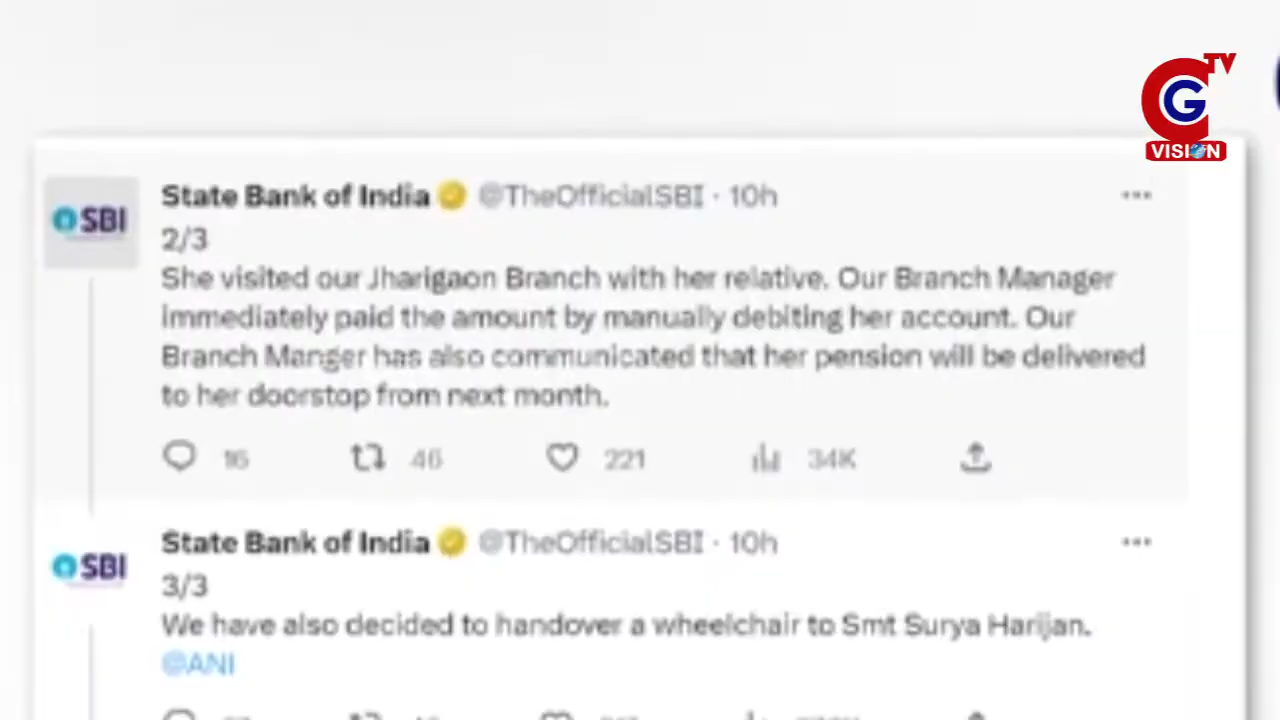 CG TV
VISION
SBI
State Bank of India @TheOfficialSBI · 10h
2/3
She visited our Jharigaon Branch with her relative. Our Branch Manager
immediately paid the amount by manually debiting her account. Our
Branch Manger has also communicated that her pension will be delivered
to her doorstop from next month.
16 46 221 34K
SBI
State Bank of India @TheOfficialSBI · 10h
3/3
We have also decided to handover a wheelchair to Smt Surya Harijan.
@ANI